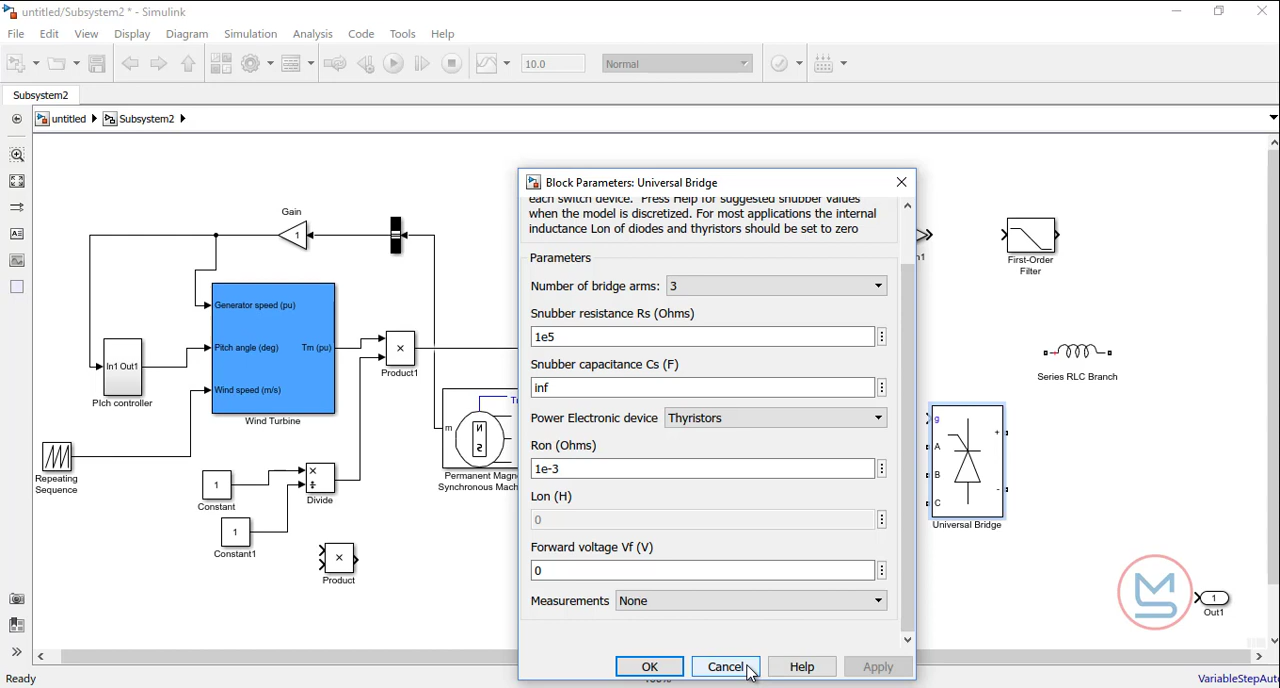 untitled/Subsystem2 * - Simulink
File Edit View Display Diagram Simulation Analysis Code Tools Help
10.0
Normal
Subsystem2
untitled
Subsystem2
Block Parameters: Universal Bridge
each switch device. Press Help for suggested snubber values
when the model is discretized. For most applications the internal
inductance Lon of diodes and thyristors should be set to zero
Parameters
Number of bridge arms: 3
Snubber resistance Rs (Ohms)
1e5
Snubber capacitance Cs (F)
inf
Power Electronic device Thyristors
Ron (Ohms)
1e-3
Lon (H)
0
Forward voltage Vf (V)
0
Measurements None
OK Cancel Help Apply
Gain
1
Generator speed (pu)
Pitch angle (deg) Tm (pu)
Wind speed (m/s)
Wind Turbine
In1 Out1
PIch controller
Repeating
Sequence
1
Constant
1
Constant1
×
÷
Divide
×
Product1
×
Product
m
N
S
Permanent Magne
Synchronous Mach
n1
First-Order
Filter
Series RLC Branch
g
A
B
C
+
-
Universal Bridge
1
Out1
Ready
100%
VariableStepAut